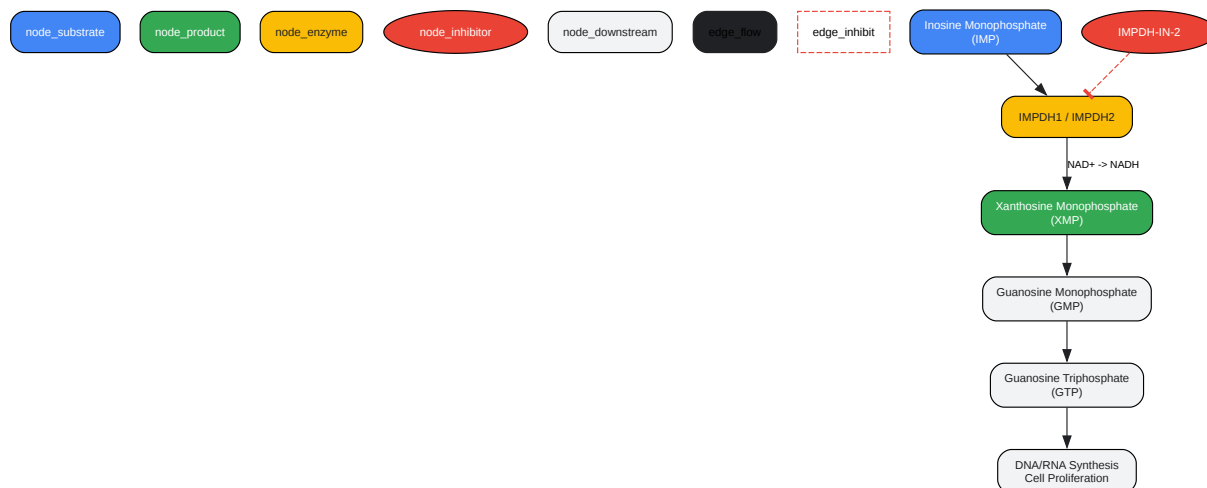 node_substrate
node_product
node_enzyme
node_inhibitor
node_downstream
edge_flow
edge_inhibit
Inosine Monophosphate
(IMP)
IMPDH-IN-2
IMPDH1 / IMPDH2
NAD+ -> NADH
Xanthosine Monophosphate
(XMP)
Guanosine Monophosphate
(GMP)
Guanosine Triphosphate
(GTP)
DNA/RNA Synthesis
Cell Proliferation